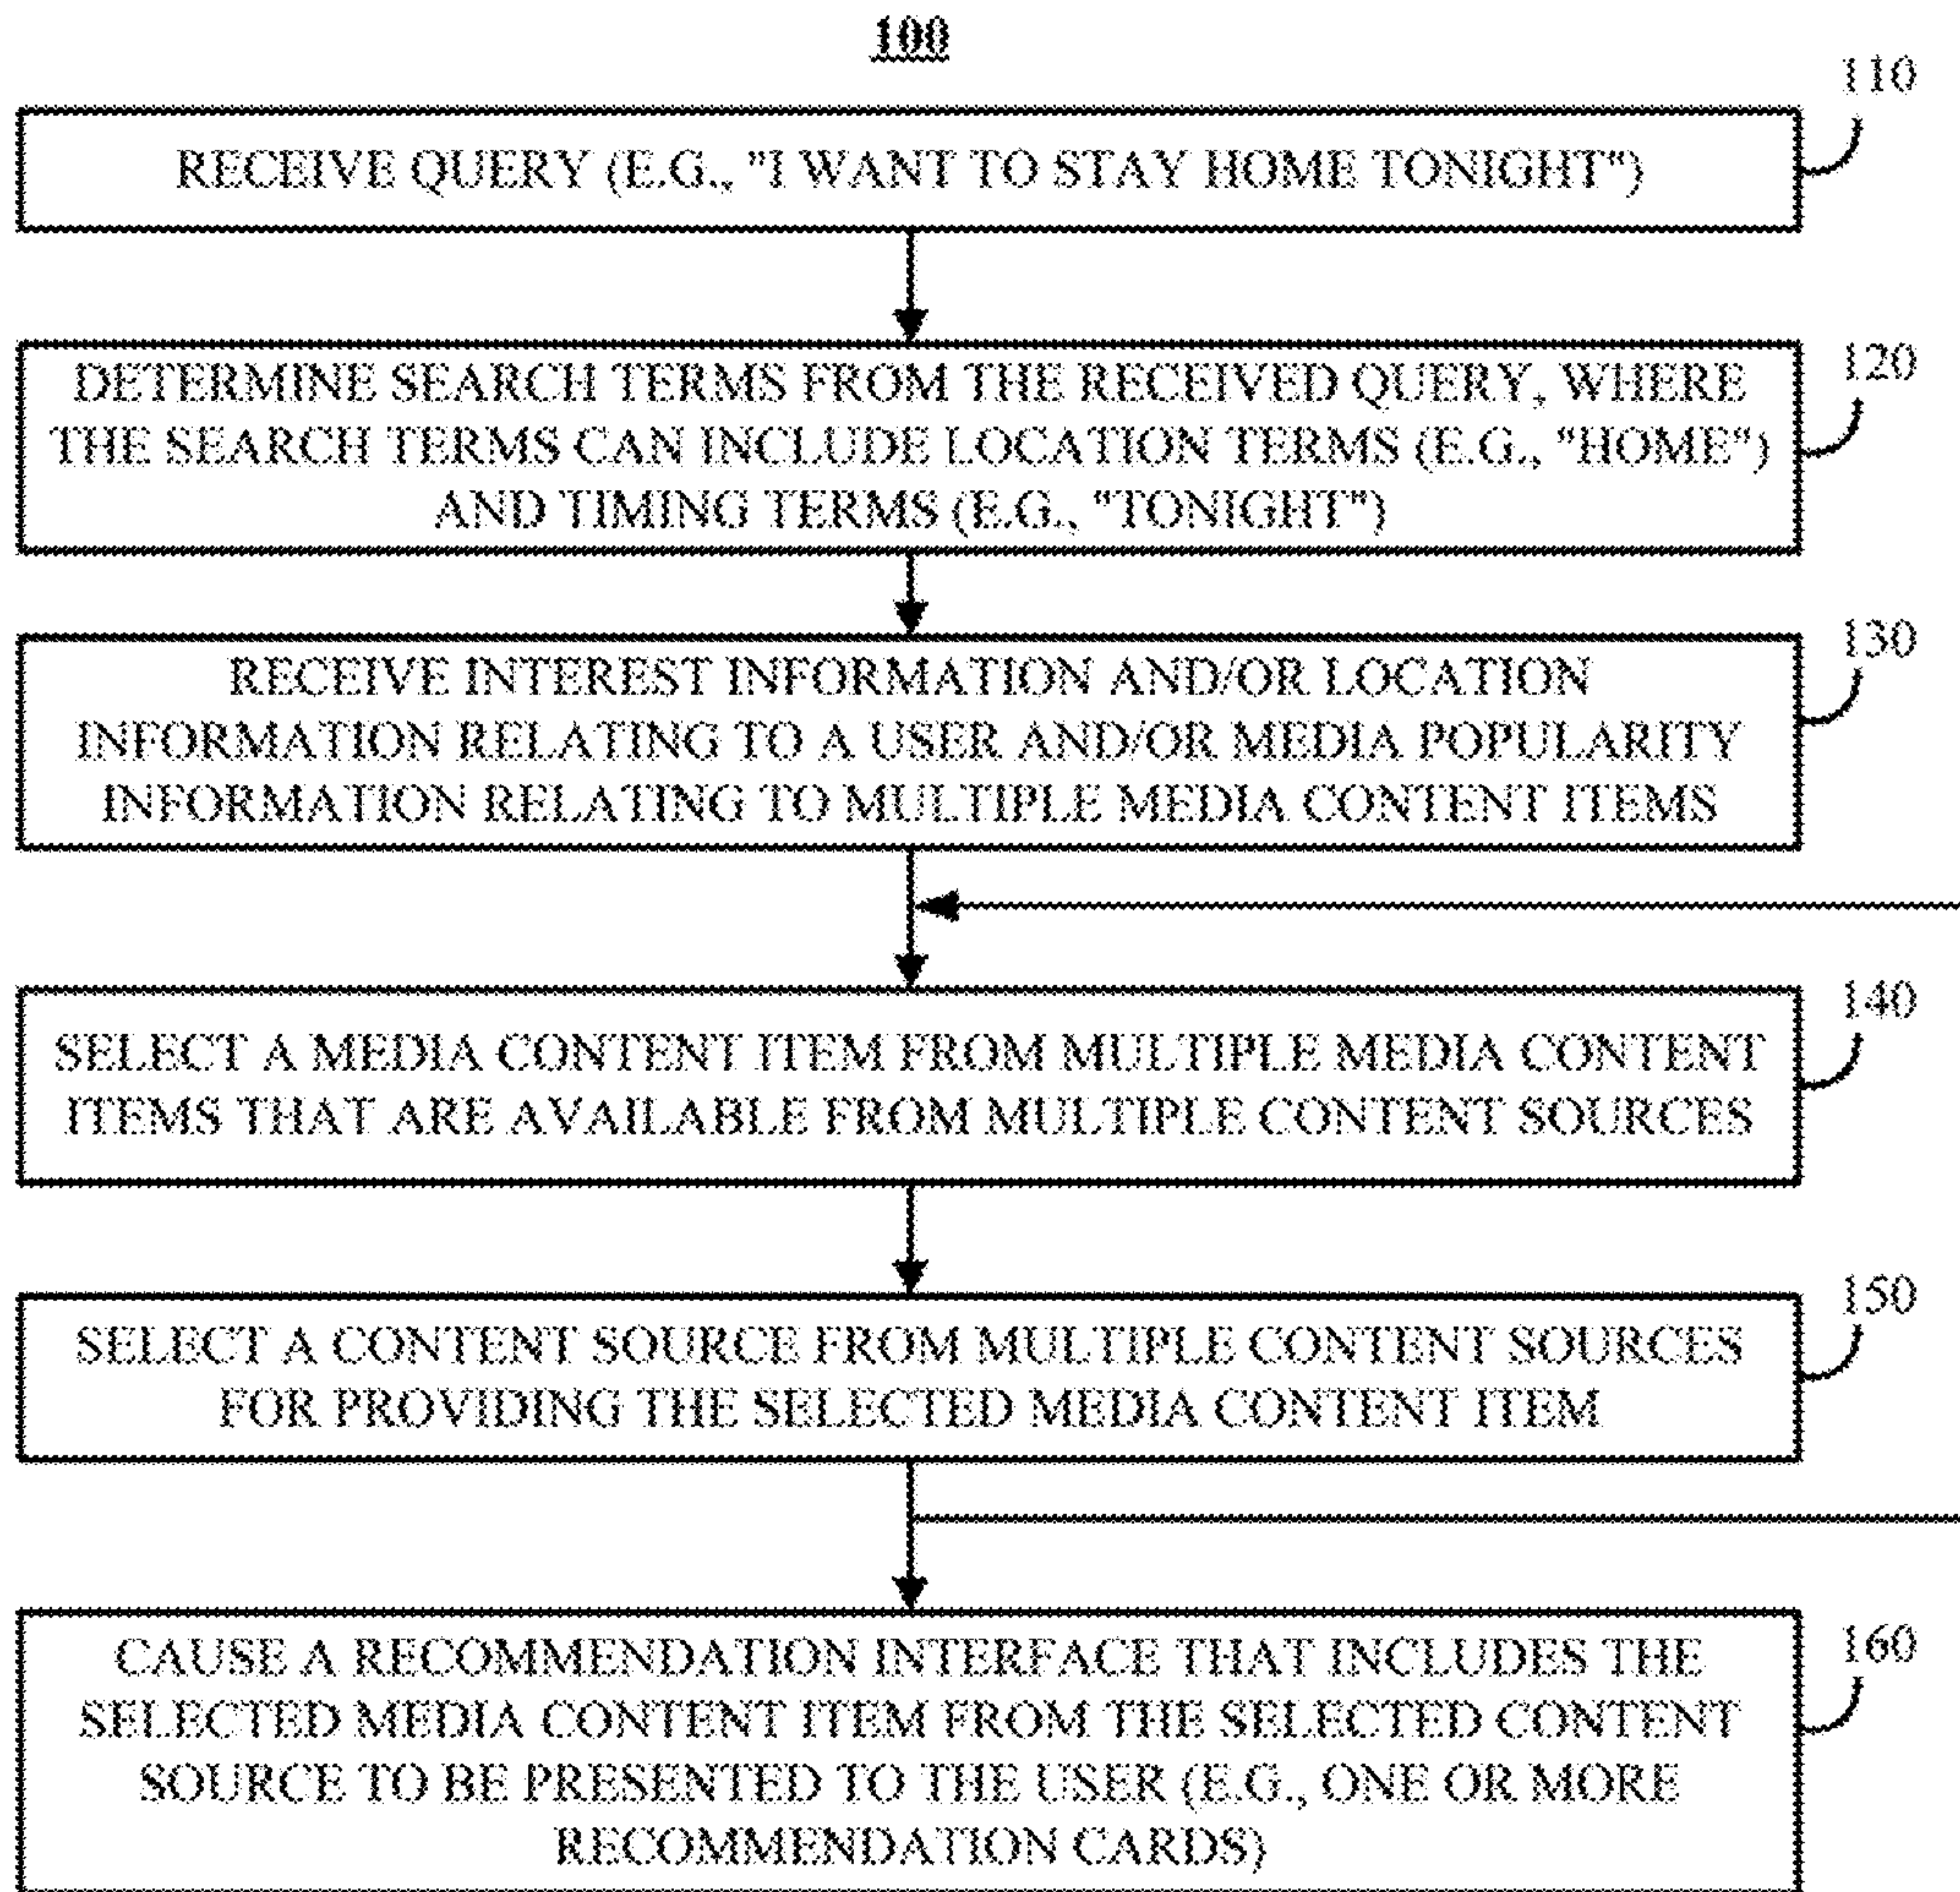 100
110
RECEIVE QUERY (E.G., "I WANT TO STAY HOME TONIGHT")
120
DETERMINE SEARCH TERMS FROM THE RECEIVED QUERY, WHERE
THE SEARCH TERMS CAN INCLUDE LOCATION TERMS (E.G., "HOME")
AND TIMING TERMS (E.G., "TONIGHT")
130
RECEIVE INTEREST INFORMATION AND/OR LOCATION
INFORMATION RELATING TO A USER AND/OR MEDIA POPULARITY
INFORMATION RELATING TO MULTIPLE MEDIA CONTENT ITEMS
140
SELECT A MEDIA CONTENT ITEM FROM MULTIPLE MEDIA CONTENT
ITEMS THAT ARE AVAILABLE FROM MULTIPLE CONTENT SOURCES
150
SELECT A CONTENT SOURCE FROM MULTIPLE CONTENT SOURCES
FOR PROVIDING THE SELECTED MEDIA CONTENT ITEM
160
CAUSE A RECOMMENDATION INTERFACE THAT INCLUDES THE
SELECTED MEDIA CONTENT ITEM FROM THE SELECTED CONTENT
SOURCE TO BE PRESENTED TO THE USER (E.G., ONE OR MORE
RECOMMENDATION CARDS)